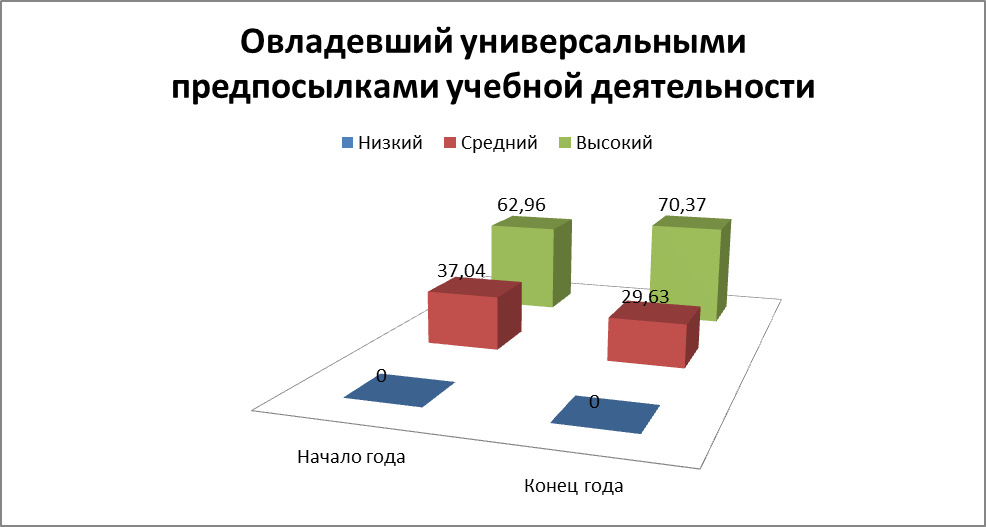 Овладевший универсальными
предпосылками учебной деятельности
Низкий Средний Высокий
62,96 70,37
37,04 29,63
0 0
Начало года
Конец года